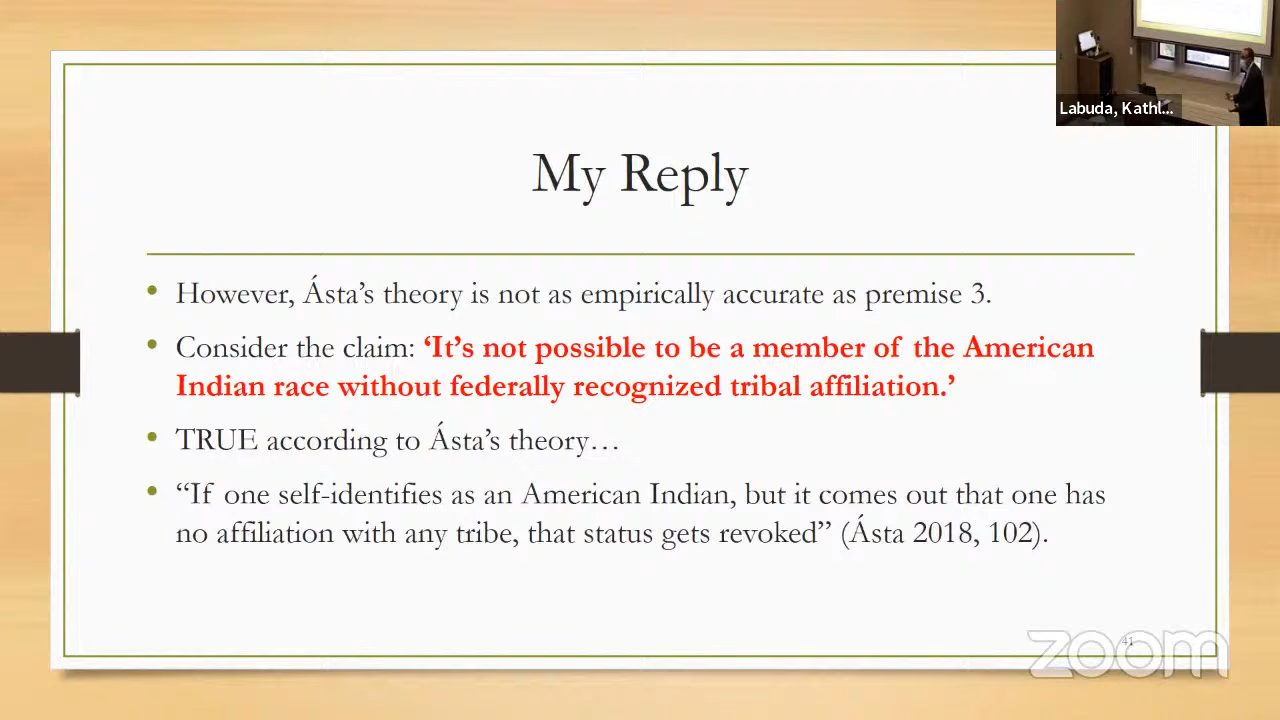 Labuda, Kathl...
My Reply
• However, Ásta’s theory is not as empirically accurate as premise 3.
• Consider the claim: ‘It’s not possible to be a member of the American
Indian race without federally recognized tribal affiliation.’
• TRUE according to Ásta’s theory…
• “If one self-identifies as an American Indian, but it comes out that one has
no affiliation with any tribe, that status gets revoked” (Ásta 2018, 102).
41
zoom